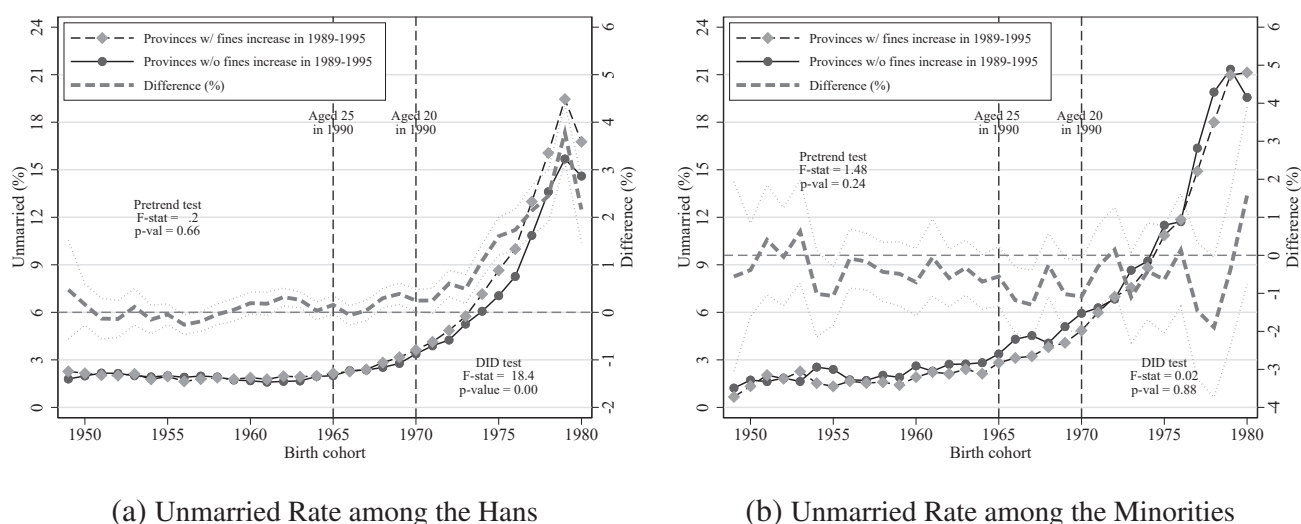 24
21
18
15
12
9
6
3
0
Unmarried (%)
Provinces w/ fines increase in 1989-1995
Provinces w/o fines increase in 1989-1995
Difference (%)
Aged 25
in 1990
Aged 20
in 1990
Pretrend test
F-stat = .2
p-val = 0.66
DID test
F-stat = 18.4
p-value = 0.00
6
5
4
3
2
1
0
-1
-2
Difference (%)
1950 1955 1960 1965 1970 1975 1980
Birth cohort
(a) Unmarried Rate among the Hans
24
21
18
15
12
9
6
3
0
Unmarried (%)
Provinces w/ fines increase in 1989-1995
Provinces w/o fines increase in 1989-1995
Difference (%)
Aged 25
in 1990
Aged 20
in 1990
Pretrend test
F-stat = 1.48
p-val = 0.24
DID test
F-stat = 0.02
p-val = 0.88
6
5
4
3
2
1
0
-1
-2
-3
-4
Difference (%)
1950 1955 1960 1965 1970 1975 1980
Birth cohort
(b) Unmarried Rate among the Minorities